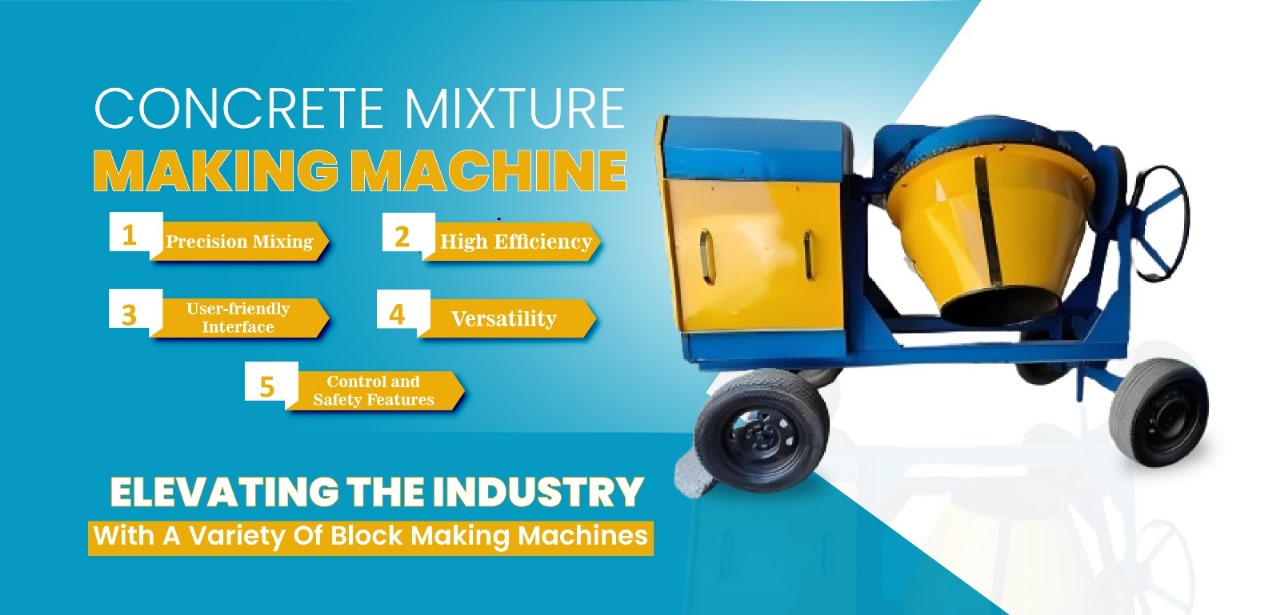 CONCRETE MIXTURE
MAKING MACHINE
1 Precision Mixing
2 High Efficiency
3 User-friendly
Interface
4 Versatility
5 Control and
Safety Features
ELEVATING THE INDUSTRY
With A Variety Of Block Making Machines